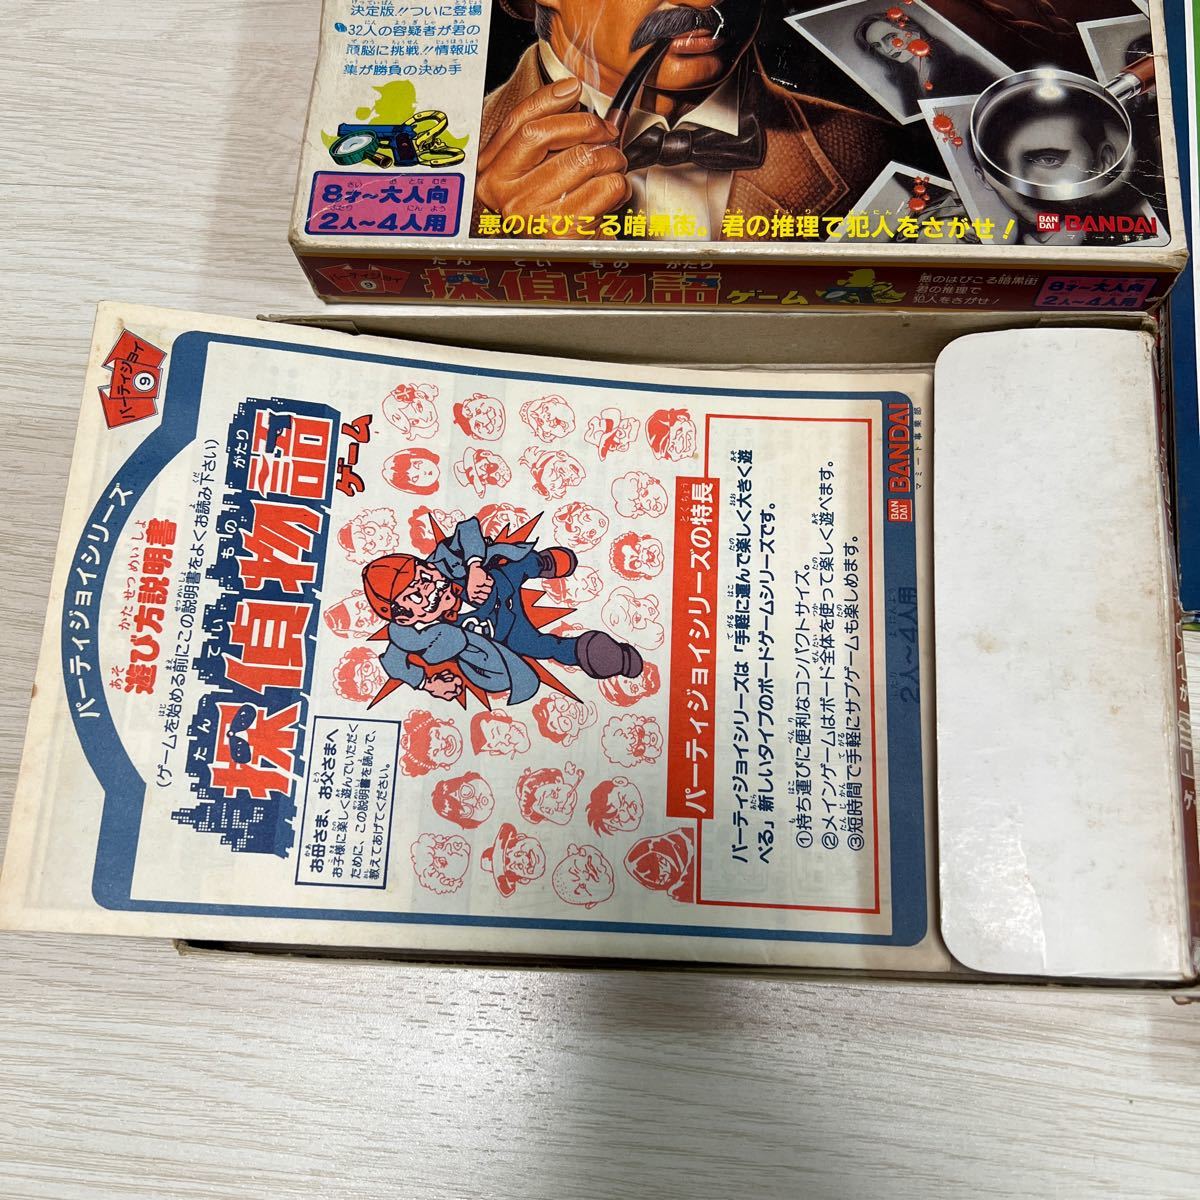 決定版!!ついに登場
32人の容疑者が君の
頭脳に挑戦!!情報収
集が勝負の決め手
8才〜大人向
2人〜4人用
悪のはびこる暗黒街。君の推理で犯人をさがせ!
BANDAI
BANDAI
パーティジョイ
9
探偵物語
ゲーム
悪のはびこる暗黒街
君の推理で
犯人をさがせ!
8才〜大人向
2人〜4人用
パーティジョイ
9
パーティジョイシリーズ
遊び方説明書
(ゲームを始める前にこの説明書をよくお読み下さい)
探偵物語
ゲーム
お母さま、お父さまへ
お子様に楽しく遊んでいただく
ために、この説明書を読んで、
教えてあげてください。
パーティジョイシリーズの特長
パーティジョイシリーズは「手軽に運んで楽しく大きく遊
べる」新しいタイプのボードゲームシリーズです。
①持ち運びに便利なコンパクトサイズ。
②メインゲームはボード全体を使って楽しく遊べます。
③短時間で手軽にサブゲームも楽しめます。
BANDAI
BANDAI
マミート事業部
2人〜4人用